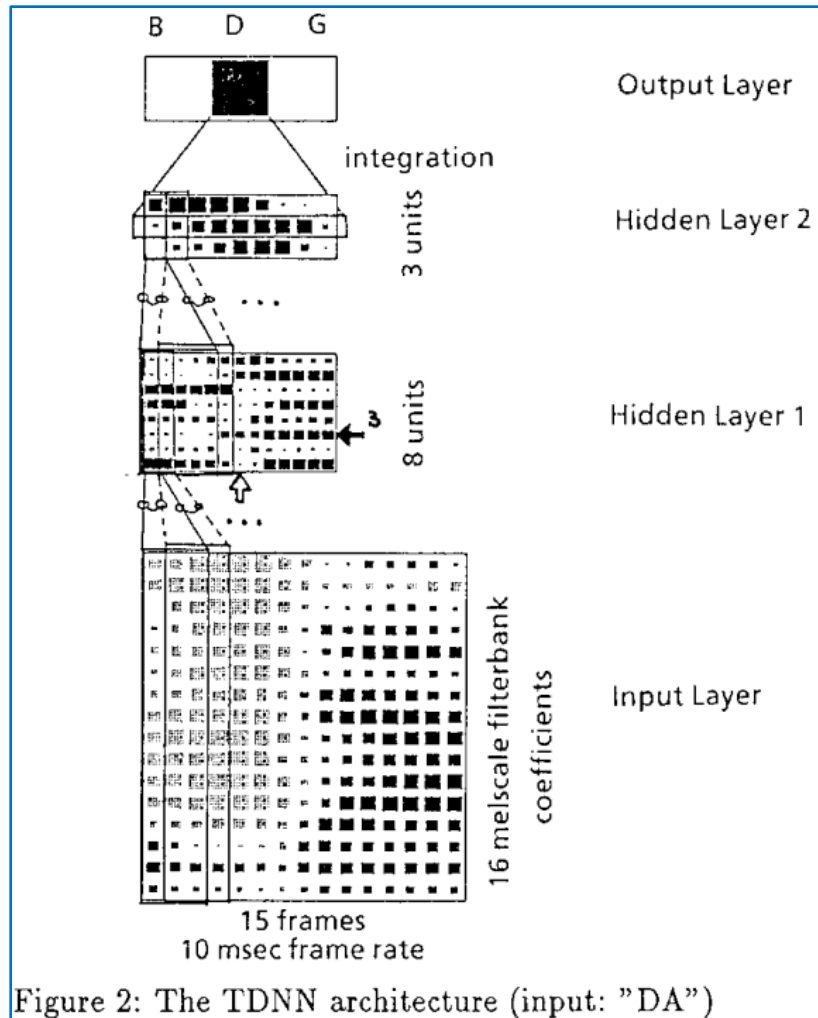 B D G
Output Layer
integration
3 units
Hidden Layer 2
. . .
3
8 units
Hidden Layer 1
. . .
16 melscale filterbank
coefficients
Input Layer
15 frames
10 msec frame rate
Figure 2: The TDNN architecture (input: "DA")